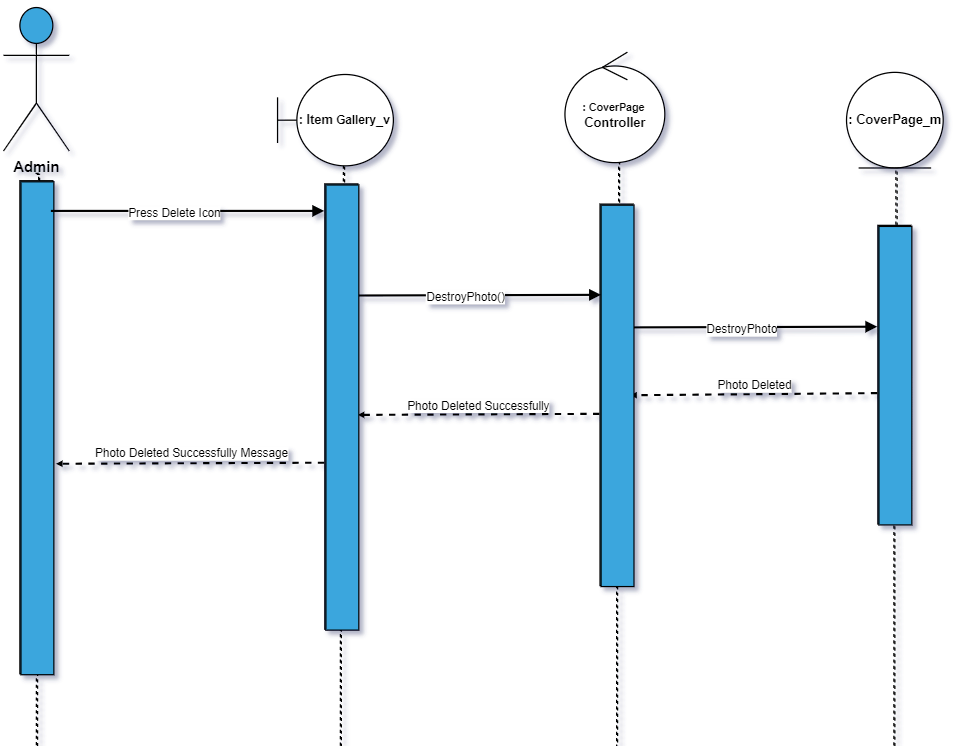 Admin
: Item Gallery_v
: CoverPage
Controller
: CoverPage_m
Press Delete Icon
DestroyPhoto()
DestroyPhoto
Photo Deleted
Photo Deleted Successfully
Photo Deleted Successfully Message